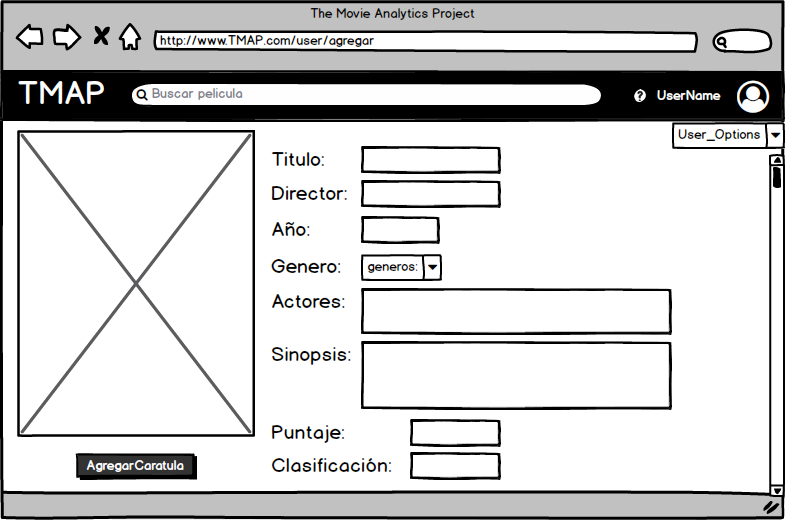 The Movie Analytics Project
http://www.TMAP.com/user/agregar
TMAP
Buscar pelicula
? UserName
User_Options
Titulo:
Director:
Año:
Genero: generos:
Actores:
Sinopsis:
Puntaje:
AgregarCaratula
Clasificación: